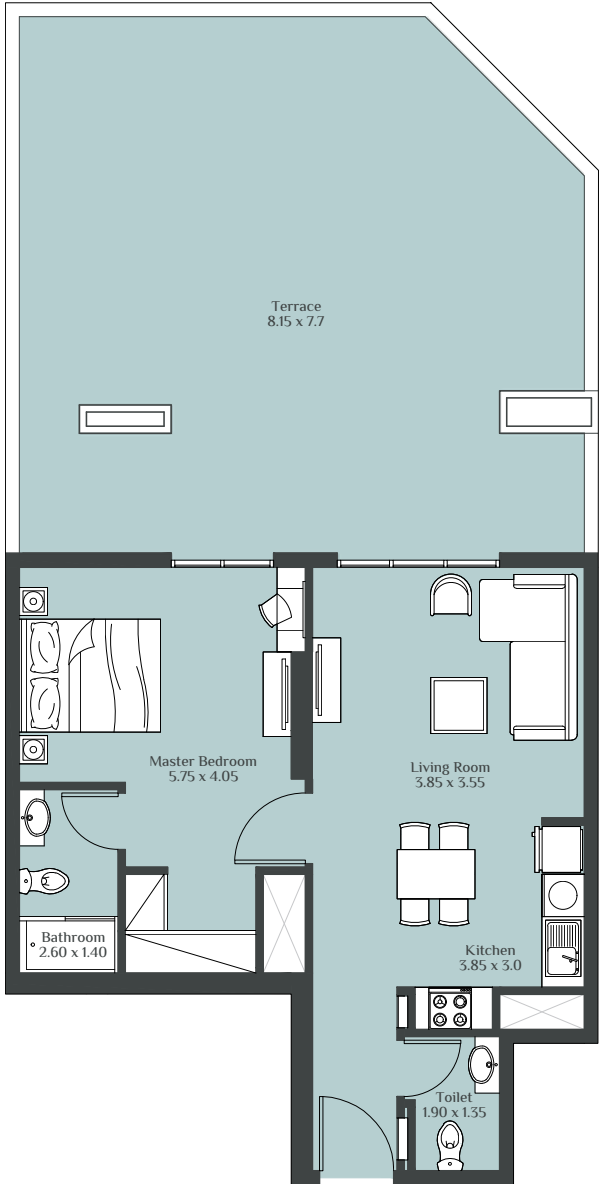 Terrace
8.15 x 7.7
Master Bedroom
5.75 x 4.05
Living Room
3.85 x 3.55
Bathroom
2.60 x 1.40
Kitchen
3.85 x 3.0
Toilet
1.90 x 1.35